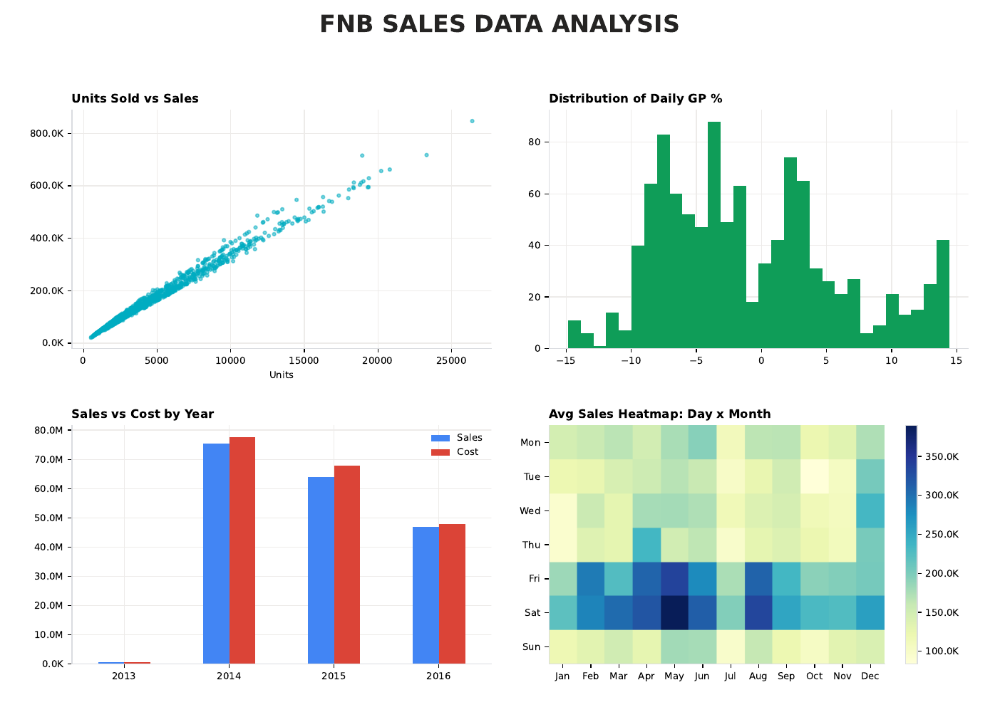 FNB SALES DATA ANALYSIS
Units Sold vs Sales
800.0K
600.0K
400.0K
200.0K
0.0K
0 5000 10000 15000 20000 25000
Units
Distribution of Daily GP %
80
60
40
20
0
−15 −10 −5 0 5 10 15
Sales vs Cost by Year
80.0M
70.0M
60.0M
50.0M
40.0M
30.0M
20.0M
10.0M
0.0K
Sales
Cost
2013 2014 2015 2016
Avg Sales Heatmap: Day x Month
Mon
Tue
Wed
Thu
Fri
Sat
Sun
Jan Feb Mar Apr May Jun Jul Aug Sep Oct Nov Dec
350.0K
300.0K
250.0K
200.0K
150.0K
100.0K